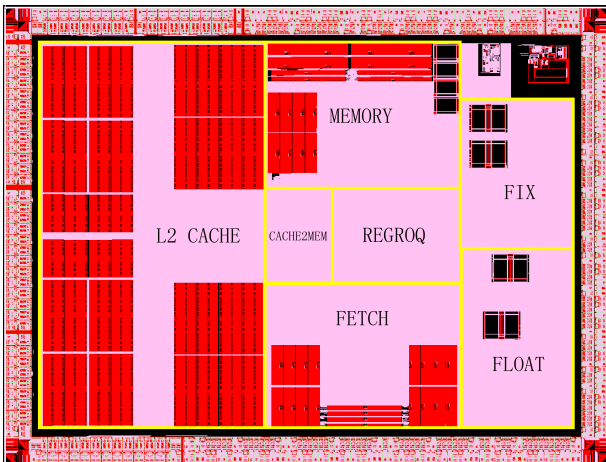 MEMORY
FIX
L2 CACHE
CACHE2MEM
REGROQ
FETCH
FLOAT